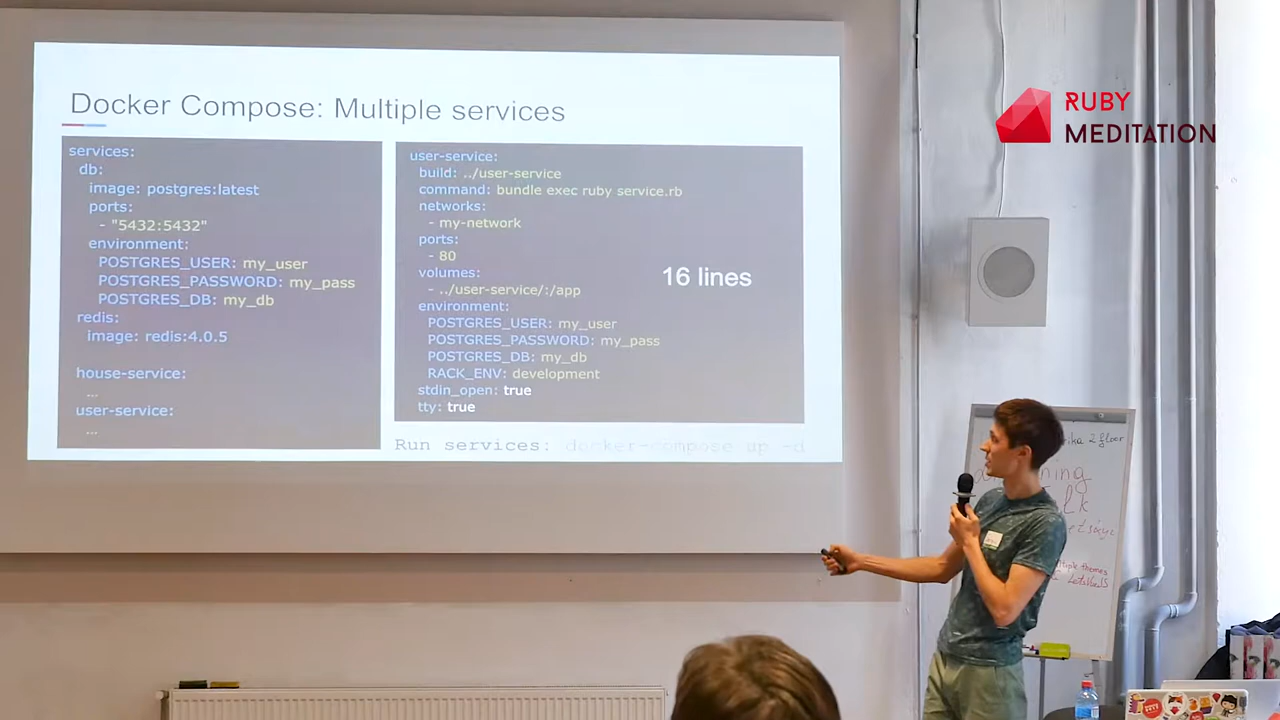 Docker Compose: Multiple services
services:
db:
image: postgres:latest
ports:
- "5432:5432"
environment:
POSTGRES_USER: my_user
POSTGRES_PASSWORD: my_pass
POSTGRES_DB: my_db
redis:
image: redis:4.0.5
house-service:
...
user-service:
...
user-service:
build: ../user-service
command: bundle exec ruby service.rb
networks:
- my-network
ports:
- 80
volumes:
- ../user-service/:/app
environment:
POSTGRES_USER: my_user
POSTGRES_PASSWORD: my_pass
POSTGRES_DB: my_db
RACK_ENV: development
stdin_open: true
tty: true
16 lines
Run services: docker-compose up -d
RUBY
MEDITATION
2 floor